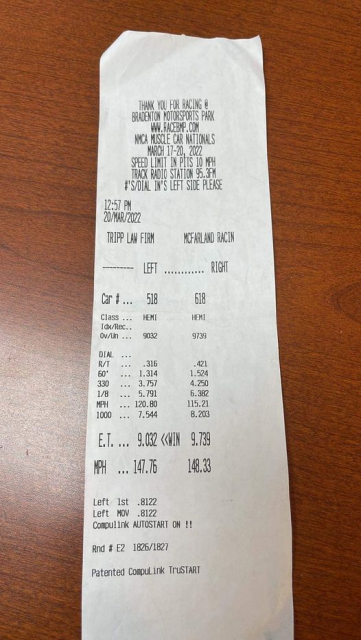 THANK YOU FOR RACING @
BRADENTON MOTORSPORTS PARK
WWW.RACEBMP.COM
NMCA MUSCLE CAR NATIONALS
MARCH 17-20, 2022
SPEED LIMIT IN PITS 10 MPH
TRACK RADIO STATION 95.3FM
#'S/DIAL IN'S LEFT SIDE PLEASE
12:57 PM
20/MAR/2022
TRIPP LAW FIRM MCFARLAND RACIN
--------- LEFT ............ RIGHT
Car # ... 518 618
Class ... HEMI HEMI
Idx/Rec..
Ov/Un ... 9032 9739
DIAL ...
R/T ... .316 .421
60' ... 1.314 1.524
330 ... 3.757 4.250
1/8 ... 5.791 6.382
MPH ... 120.80 115.21
1000 ... 7.544 8.203
E.T. ... 9.032 <<WIN 9.739
MPH ... 147.76 148.33
Left 1st .8122
Left MOV .8122
Compulink AUTOSTART ON !!
Rnd # E2 1826/1827
Patented CompuLink TruSTART